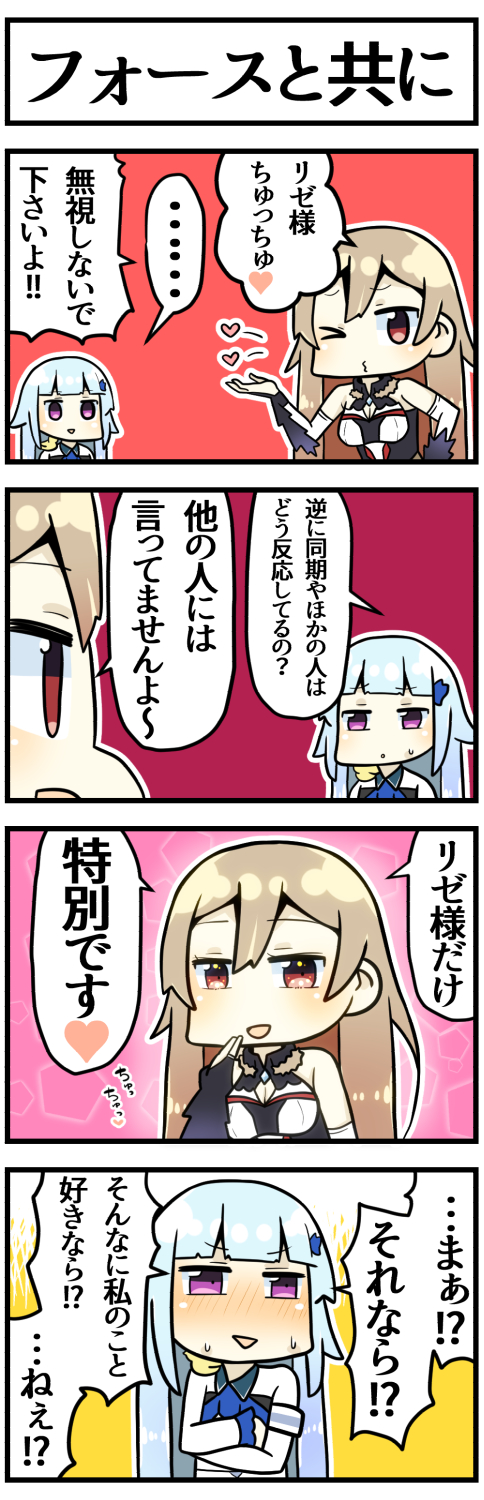 フォースと共に
リゼ様
ちゅっちゅ♥
……
無視しないで
下さいよ!!
逆に同期やほかの人は
どう反応してるの？
他の人には
言ってませんよ〜
リゼ様だけ
特別です♥
ちゅっ
ちゅっ♥
…まぁ!?
それなら!?
そんなに私のこと
好きなら!?
…ねぇ!?